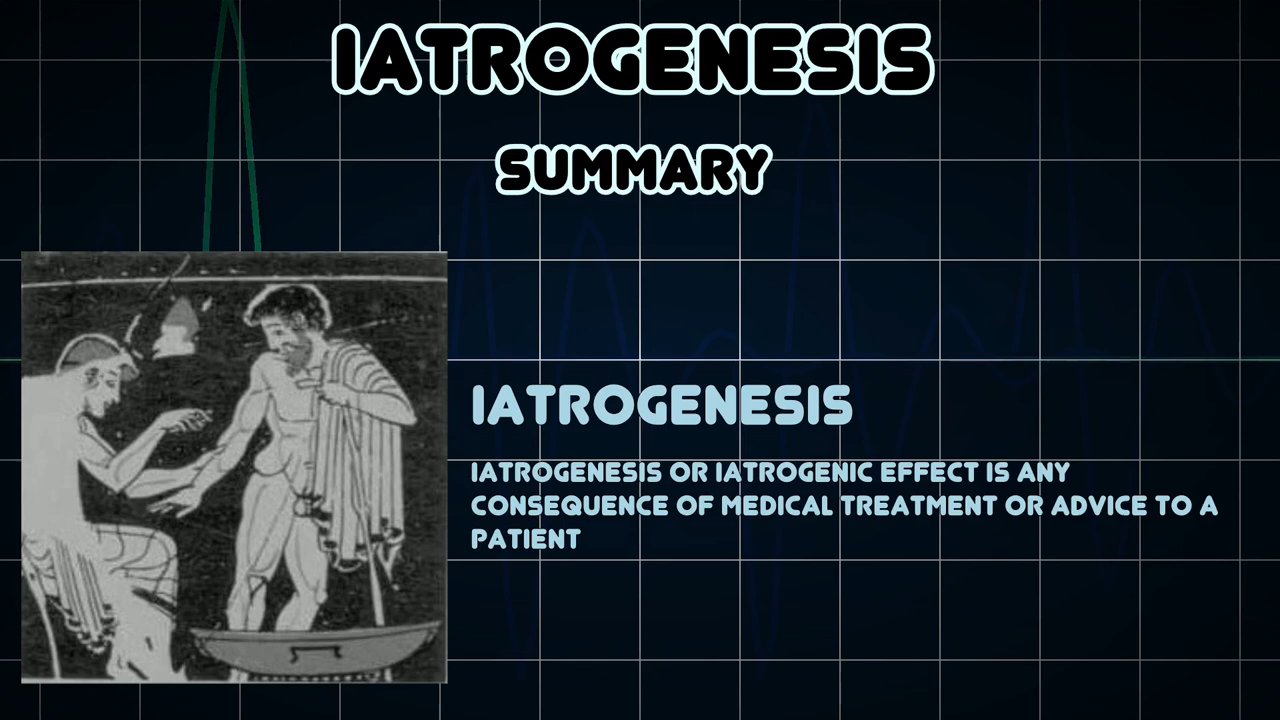 IATROGENESIS
SUMMARY
IATROGENESIS
IATROGENESIS OR IATROGENIC EFFECT IS ANY
CONSEQUENCE OF MEDICAL TREATMENT OR ADVICE TO A
PATIENT